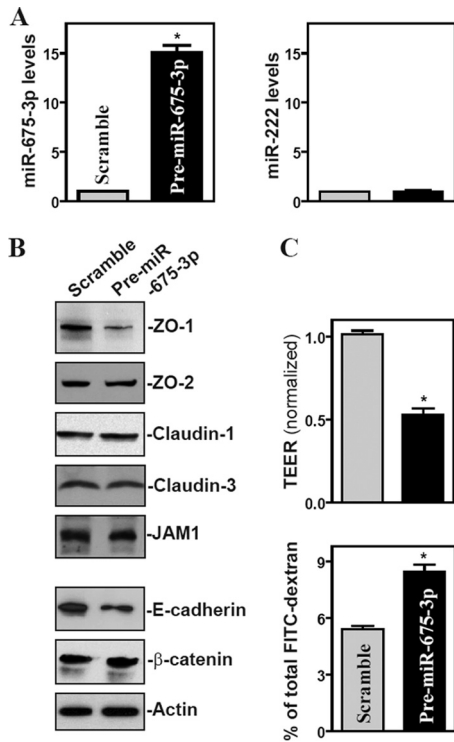 A
miR-675-3p levels
15
10
5
0
*
Scramble
Pre-miR-675-3p
miR-222 levels
15
10
5
0
B
Scramble
Pre-miR
-675-3p
-ZO-1
-ZO-2
-Claudin-1
-Claudin-3
-JAM1
-E-cadherin
-β-catenin
-Actin
C
TEER (normalized)
1.0
0.5
0.0
*
% of total FITC-dextran
9
6
3
0
*
Scramble
Pre-miR-675-3p